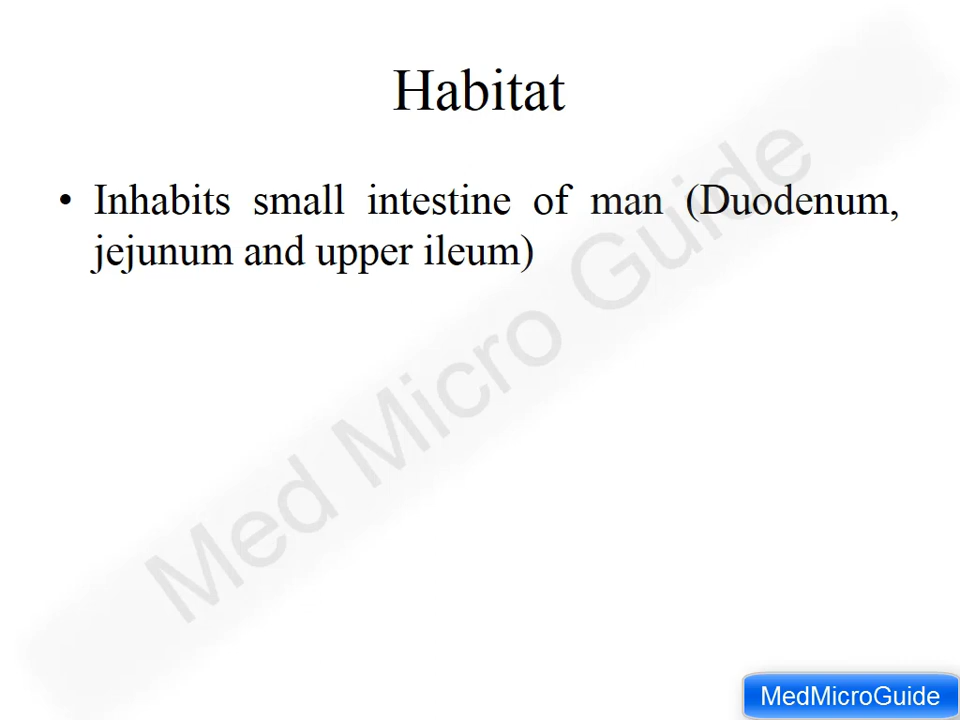 Habitat
• Inhabits small intestine of man (Duodenum,
jejunum and upper ileum)
Med Micro Guide
MedMicroGuide